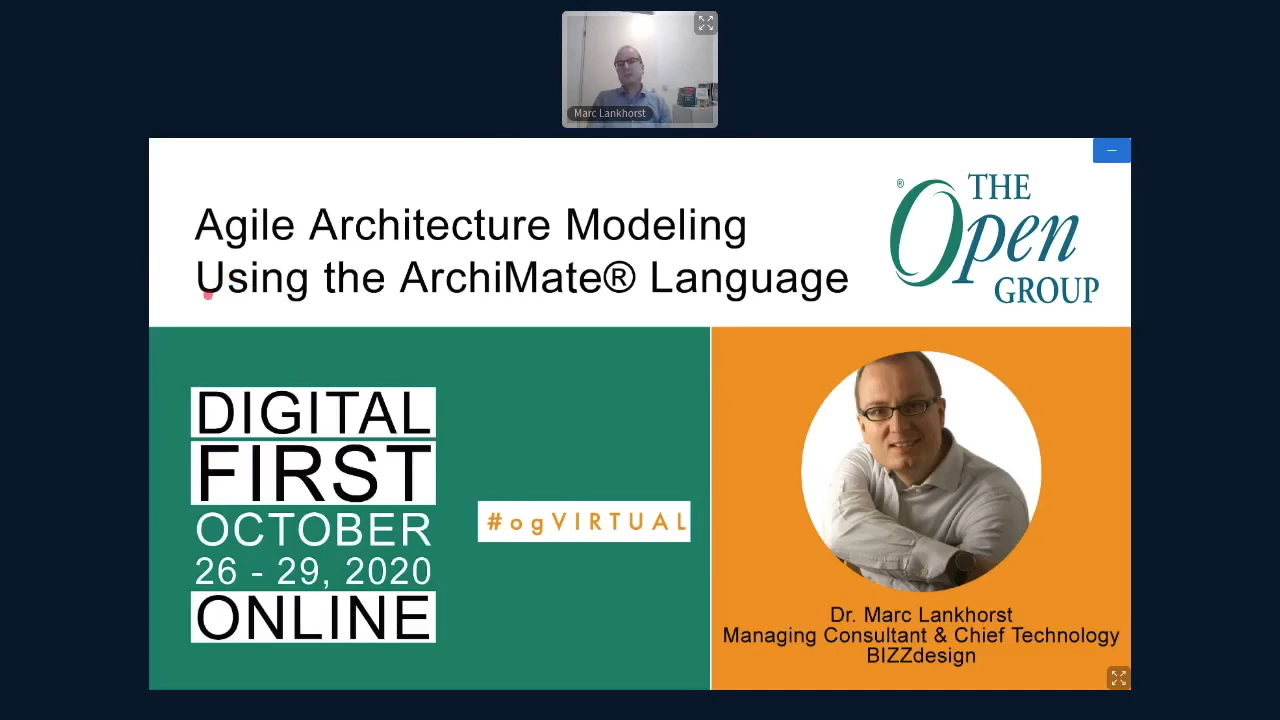 Marc Lankhorst
Agile Architecture Modeling
Using the ArchiMate® Language
® THE
Open
GROUP
DIGITAL
FIRST
OCTOBER
26 - 29, 2020
ONLINE
#ogVIRTUAL
Dr. Marc Lankhorst
Managing Consultant & Chief Technology
BIZZdesign